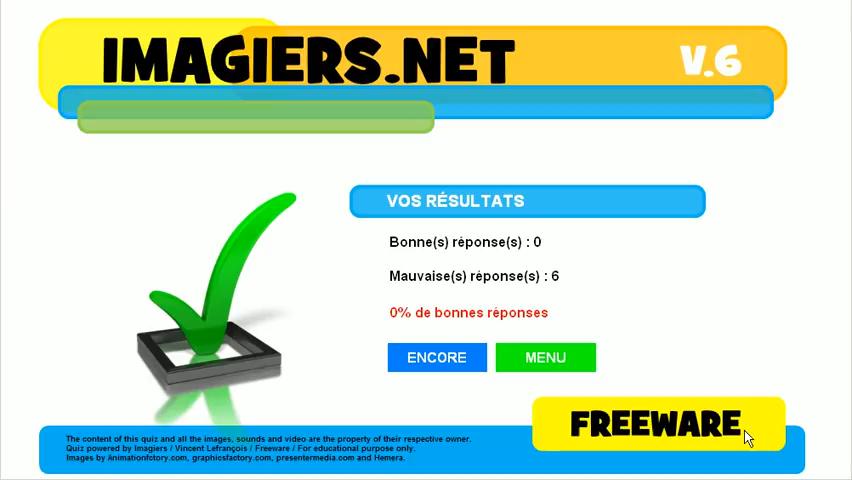 IMAGIERS.NET
V.6
VOS RÉSULTATS
Bonne(s) réponse(s) : 0
Mauvaise(s) réponse(s) : 6
0% de bonnes réponses
ENCORE
MENU
FREEWARE
The content of this quiz and all the images, sounds and video are the property of their respective owner.
Quiz powered by Imagiers / Vincent Lefrançois / Freeware / For educational purpose only.
Images by Animationfctory.com, graphicsfactory.com, presentermedia.com and Hemera.